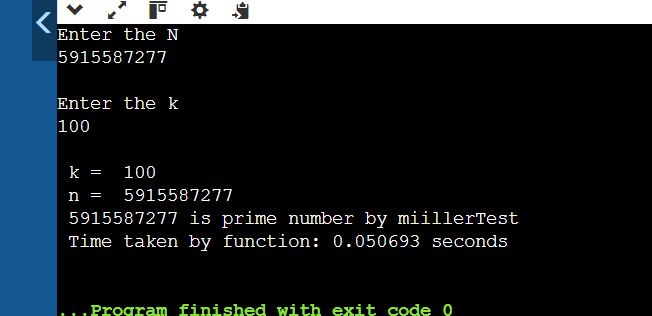 Enter the N
5915587277
Enter the k
100
k =  100
n =  5915587277
5915587277 is prime number by miillerTest
Time taken by function: 0.050693 seconds
...Program finished with exit code 0